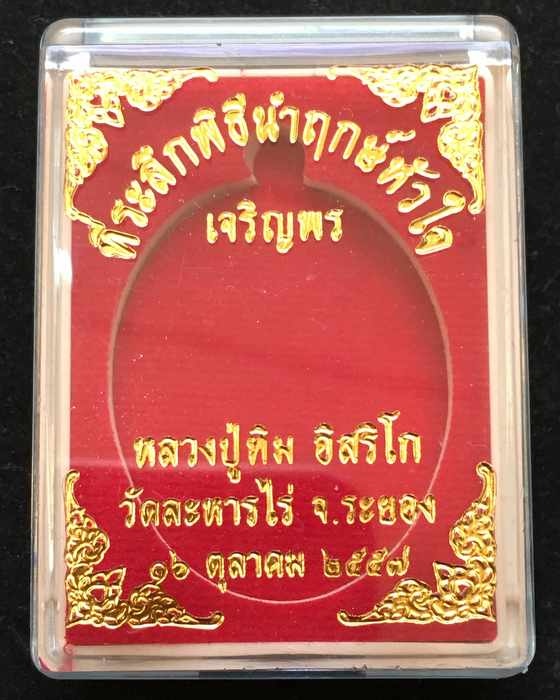 ที่ระลึกพิธีนำฤกษ์หัวใจ
เจริญพร
หลวงปู่ทิม อิสริโก
วัดละหารไร่ จ.ระยอง
๑๖ ตุลาคม ๒๕๕๗